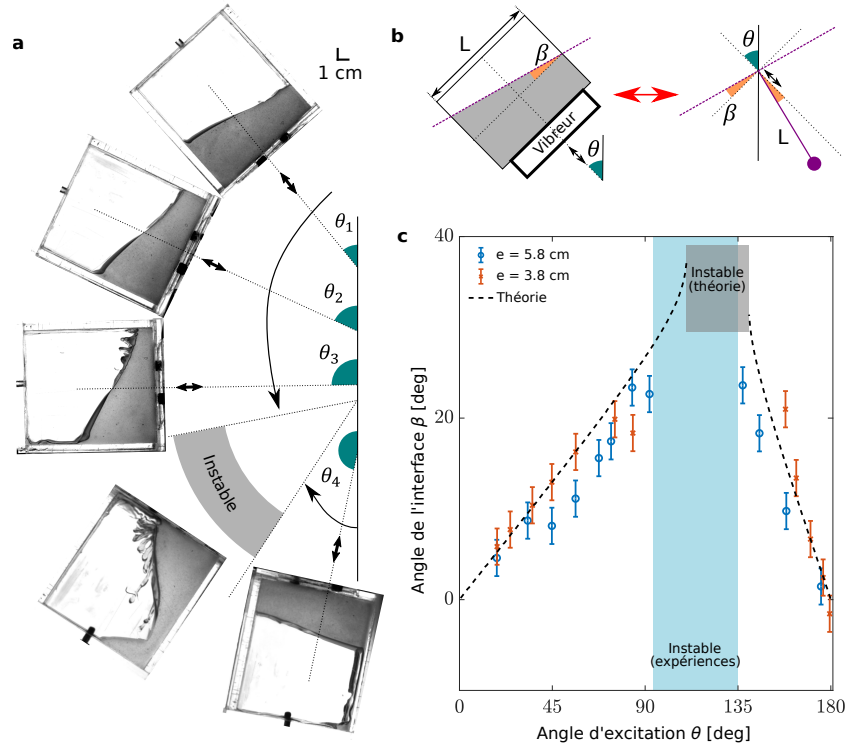 a
1 cm
θ1
θ2
θ3
θ4
Instable
b
L
β
Vibreur
θ
θ
β
L
c
40
20
0
e = 5.8 cm
e = 3.8 cm
Théorie
Instable
(théorie)
Instable
(expériences)
Angle de l'interface β [deg]
0 45 90 135 180
Angle d'excitation θ [deg]